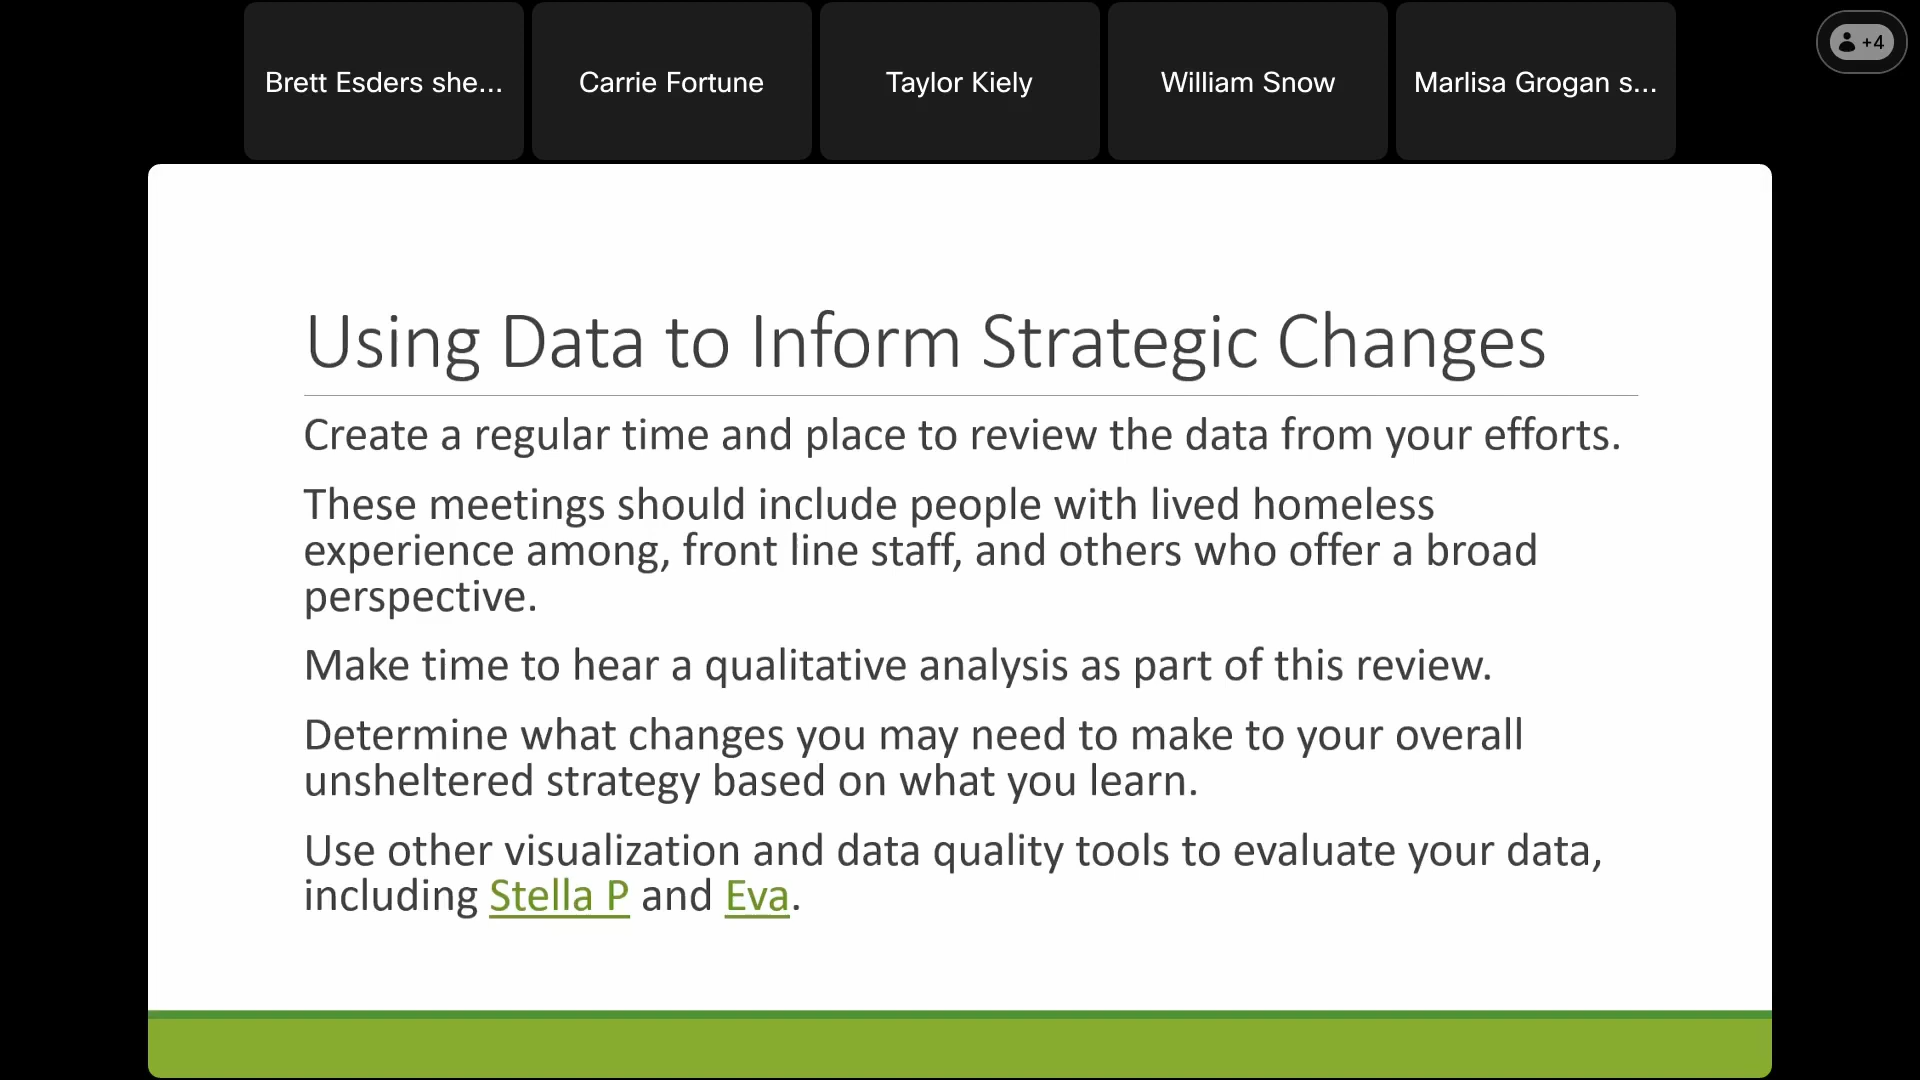 Brett Esders she...
Carrie Fortune
Taylor Kiely
William Snow
Marlisa Grogan s...
+4
Using Data to Inform Strategic Changes
Create a regular time and place to review the data from your efforts.
These meetings should include people with lived homeless
experience among, front line staff, and others who offer a broad
perspective.
Make time to hear a qualitative analysis as part of this review.
Determine what changes you may need to make to your overall
unsheltered strategy based on what you learn.
Use other visualization and data quality tools to evaluate your data,
including Stella P and Eva.